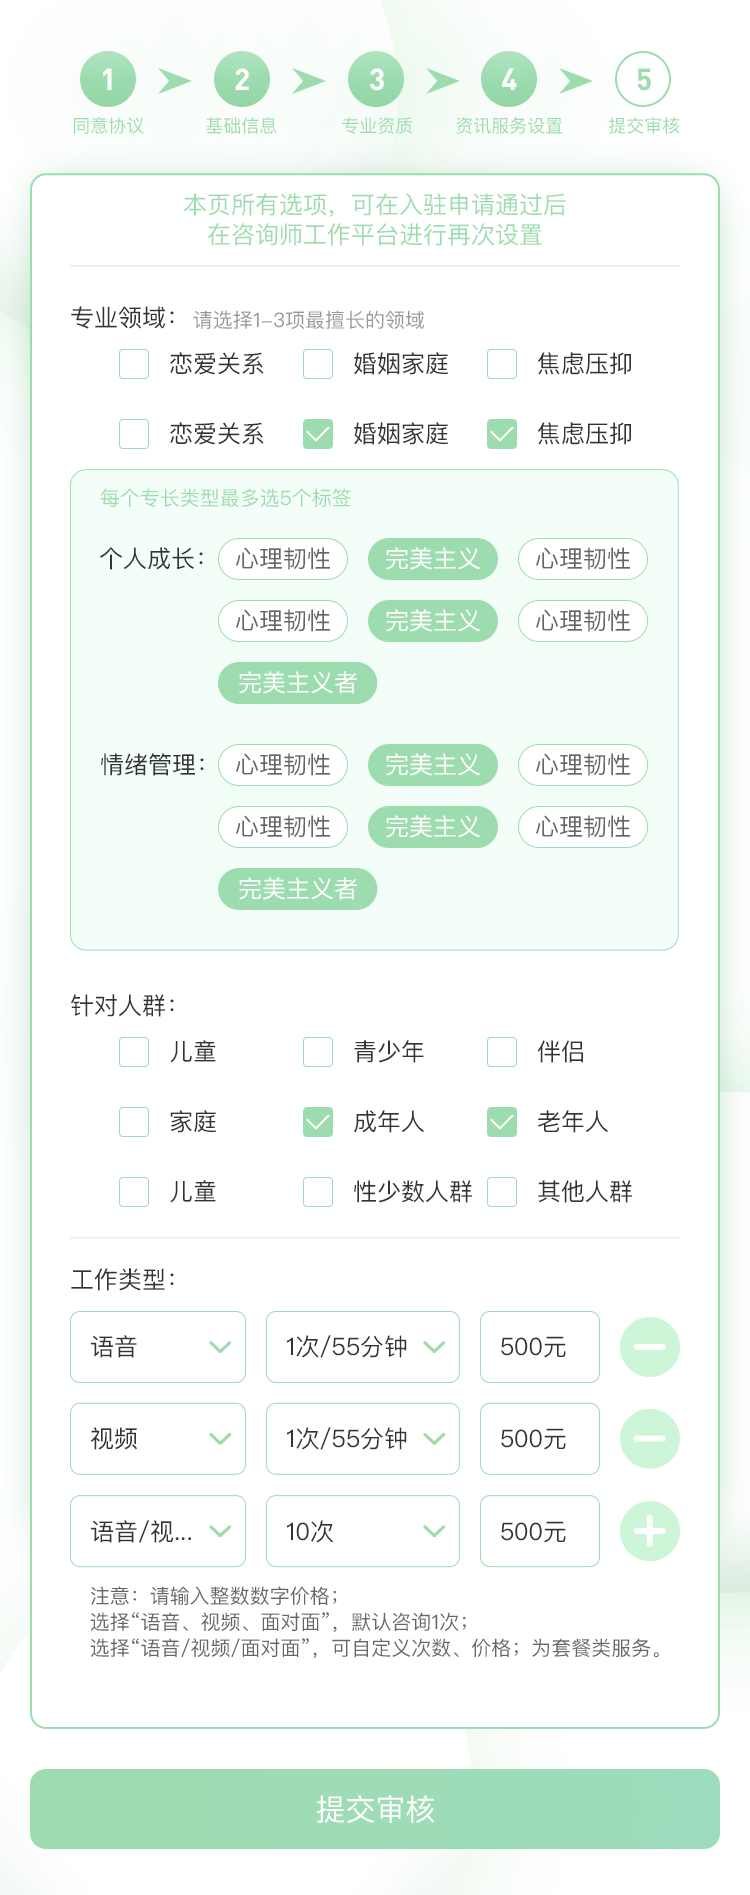 1 2 3 4 5
同意协议 基础信息 专业资质 资讯服务设置 提交审核
本页所有选项，可在入驻申请通过后
在咨询师工作平台进行再次设置
专业领域： 请选择1-3项最擅长的领域
恋爱关系 婚姻家庭 焦虑压抑
恋爱关系 婚姻家庭 焦虑压抑
每个专长类型最多选5个标签
个人成长： 心理韧性 完美主义 心理韧性
心理韧性 完美主义 心理韧性
完美主义者
情绪管理： 心理韧性 完美主义 心理韧性
心理韧性 完美主义 心理韧性
完美主义者
针对人群：
儿童 青少年 伴侣
家庭 成年人 老年人
儿童 性少数人群 其他人群
工作类型：
语音 1次/55分钟 500元
视频 1次/55分钟 500元
语音/视... 10次 500元
注意：请输入整数数字价格；
选择“语音、视频、面对面”，默认咨询1次；
选择“语音/视频/面对面”，可自定义次数、价格；为套餐类服务。
提交审核